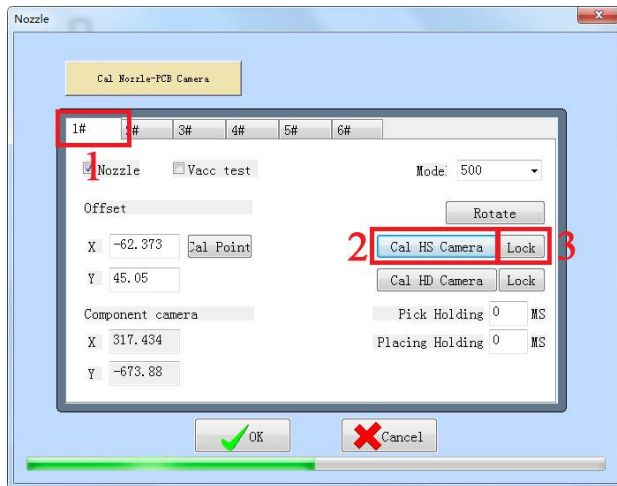 Nozzle
Cal Nozzle-PCB Camera
1# 2# 3# 4# 5# 6#
1
Nozzle Vacc test Mode: 500
Offset Rotate
X -62.373 Cal Point 2 Cal HS Camera Lock 3
Y 45.05 Cal HD Camera Lock
Component camera Pick Holding 0 MS
X 317.434 Placing Holding 0 MS
Y -673.88
OK Cancel